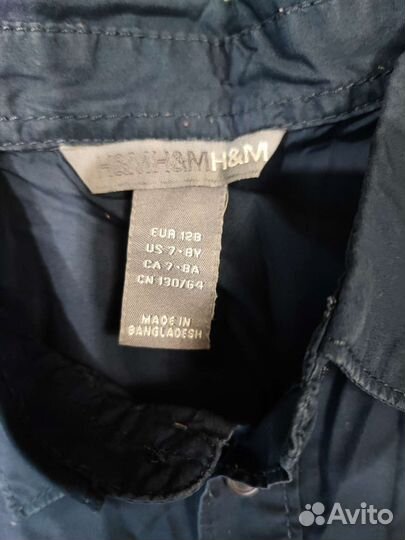 H&MH&MH&M
EUR 128
US 7-8Y
CA 7-8A
CN 130/64
MADE IN
BANGLADESH
Avito